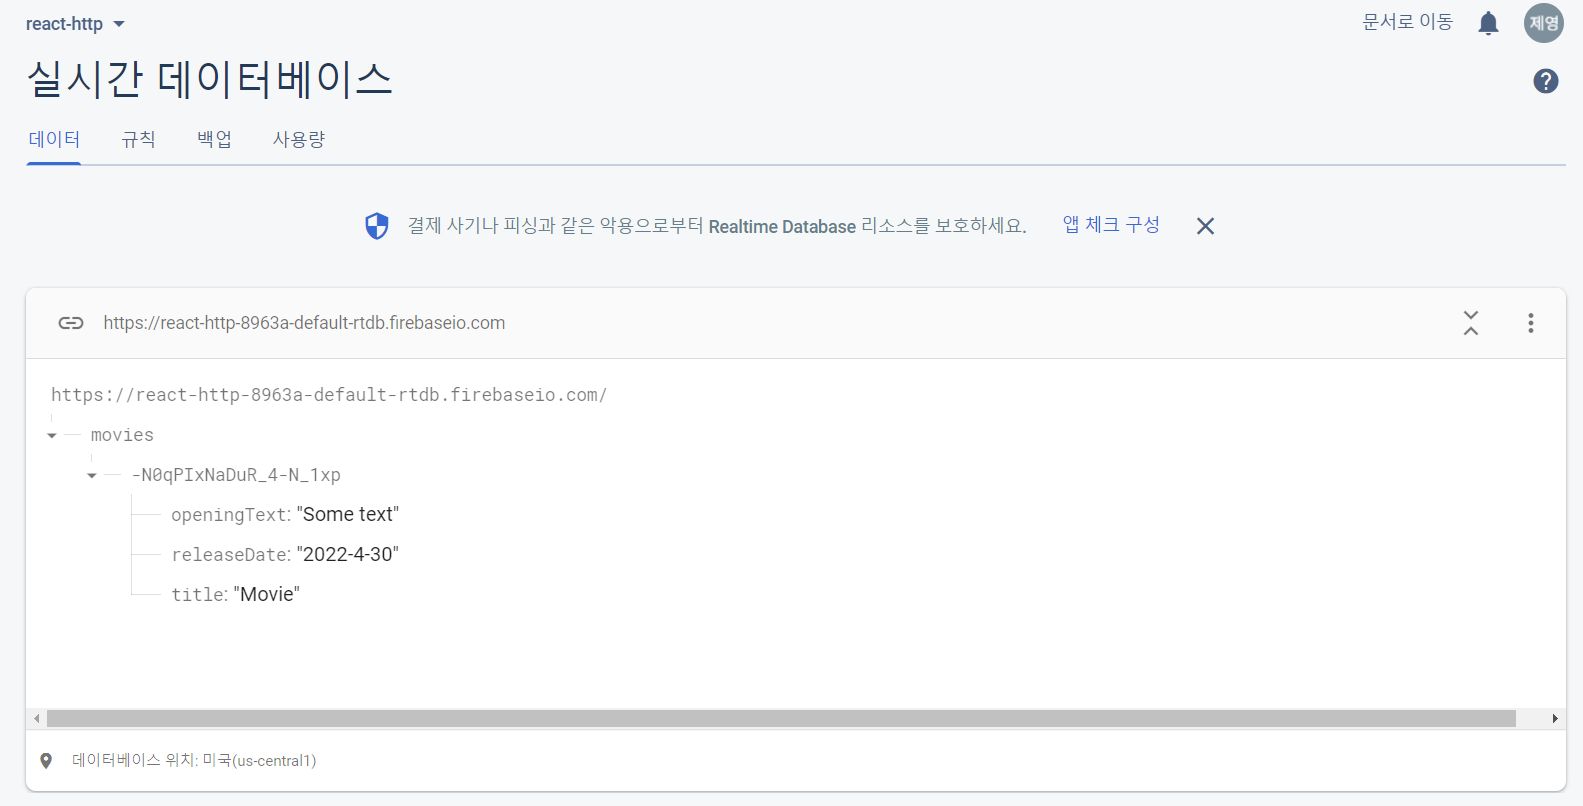 react-http
문서로 이동
제영
실시간 데이터베이스
데이터 규칙 백업 사용량
결제 사기나 피싱과 같은 악용으로부터 Realtime Database 리소스를 보호하세요. 앱 체크 구성
https://react-http-8963a-default-rtdb.firebaseio.com
https://react-http-8963a-default-rtdb.firebaseio.com/
movies
-N0qPIxNaDuR_4-N_1xp
openingText: "Some text"
releaseDate: "2022-4-30"
title: "Movie"
데이터베이스 위치: 미국(us-central1)